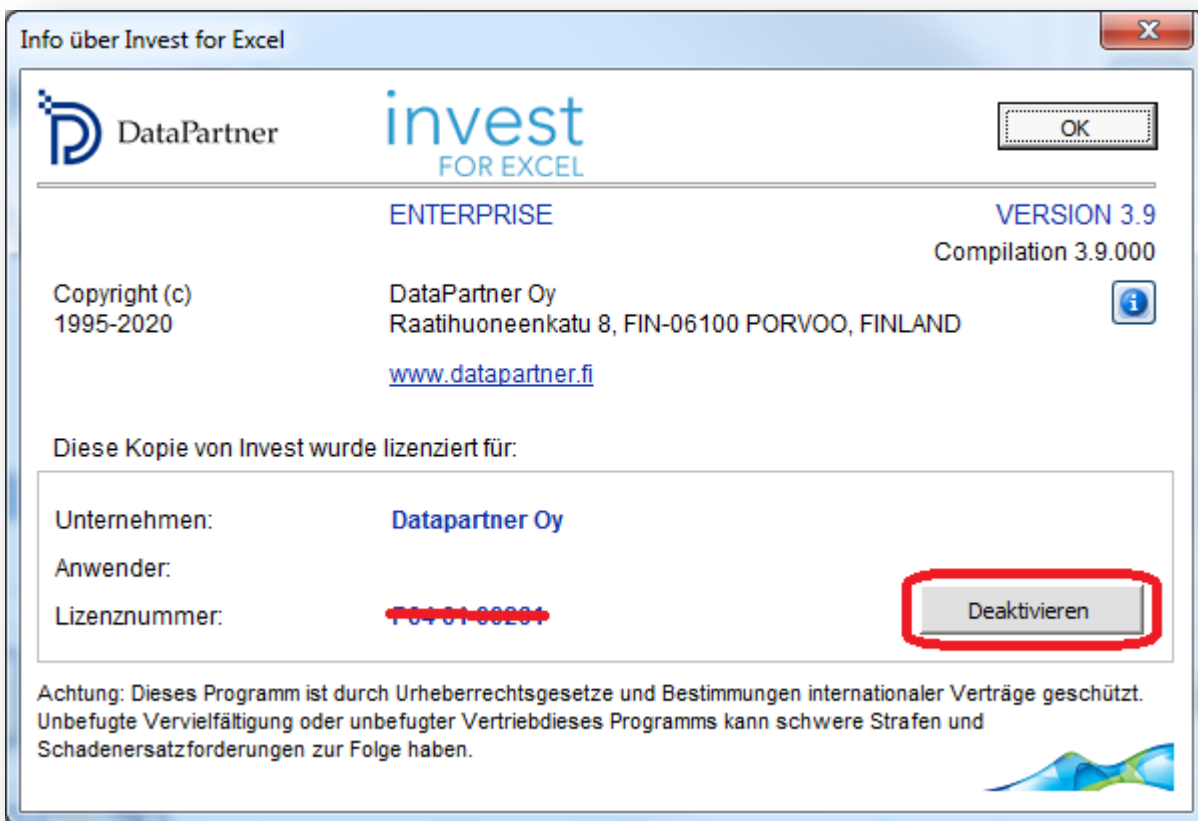 Info über Invest for Excel
DataPartner
invest
FOR EXCEL
OK
ENTERPRISE
VERSION 3.9
Compilation 3.9.000
Copyright (c)
1995-2020
DataPartner Oy
Raatihuoneenkatu 8, FIN-06100 PORVOO, FINLAND
www.datapartner.fi
Diese Kopie von Invest wurde lizenziert für:
Unternehmen:
Datapartner Oy
Anwender:
Lizenznummer:
Deaktivieren
Achtung: Dieses Programm ist durch Urheberrechtsgesetze und Bestimmungen internationaler Verträge geschützt.
Unbefugte Vervielfältigung oder unbefugter Vertriebdieses Programms kann schwere Strafen und
Schadenersatzforderungen zur Folge haben.